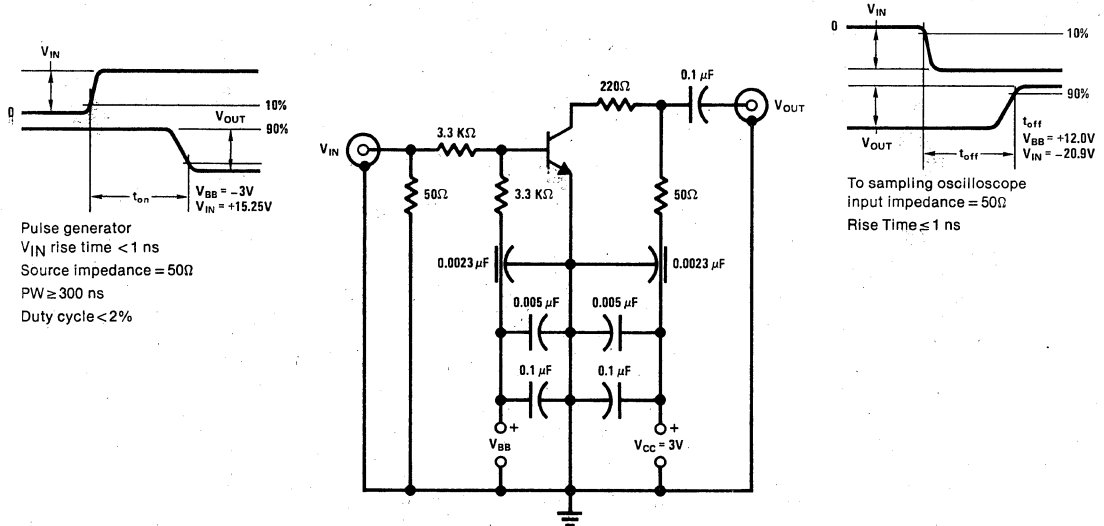 V_IN
0
10%
V_OUT
90%
t_on
V_BB = −3V
V_IN = +15.25V
Pulse generator
V_IN rise time < 1 ns
Source impedance = 50Ω
PW ≥ 300 ns
Duty cycle < 2%
V_IN
3.3 KΩ
50Ω
3.3 KΩ
220Ω
0.1 μF
V_OUT
50Ω
0.0023 μF
0.0023 μF
0.005 μF
0.005 μF
0.1 μF
0.1 μF
+
V_BB
+
V_CC = 3V
V_IN
0
10%
90%
V_OUT
t_off
t_off
V_BB = +12.0V
V_IN = −20.9V
To sampling oscilloscope
input impedance = 50Ω
Rise Time ≤ 1 ns